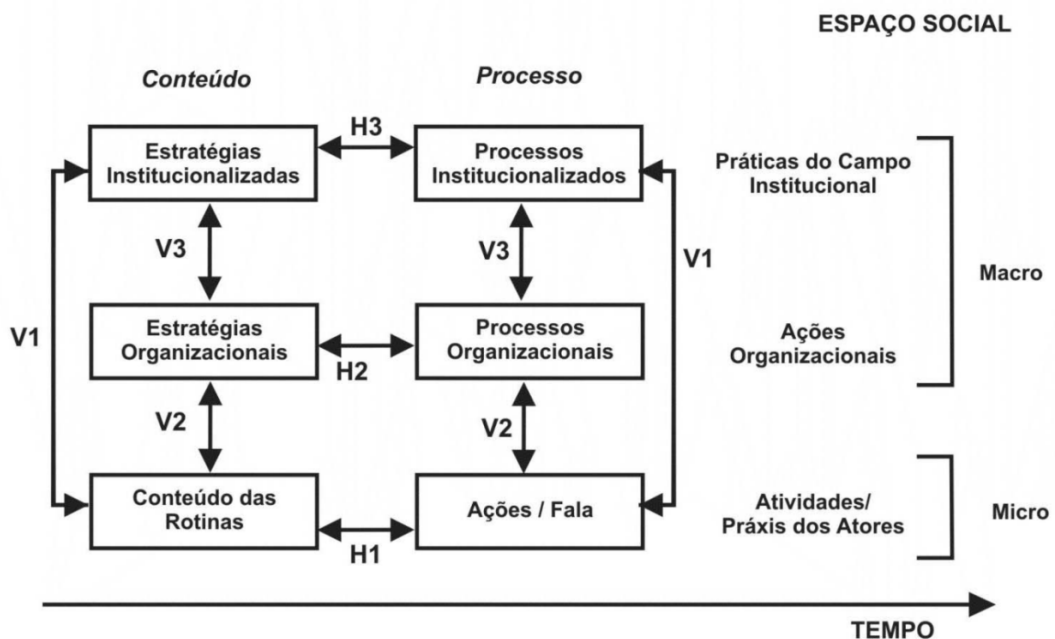 ESPAÇO SOCIAL
Conteúdo
Processo
H3
Estratégias
Institucionalizadas
Processos
Institucionalizados
Práticas do Campo
Institucional
V3
V3
V1
Macro
V1
Estratégias
Organizacionais
Processos
Organizacionais
Ações
Organizacionais
H2
V2
V2
Conteúdo das
Rotinas
Ações / Fala
Atividades/
Práxis dos Atores
Micro
H1
TEMPO